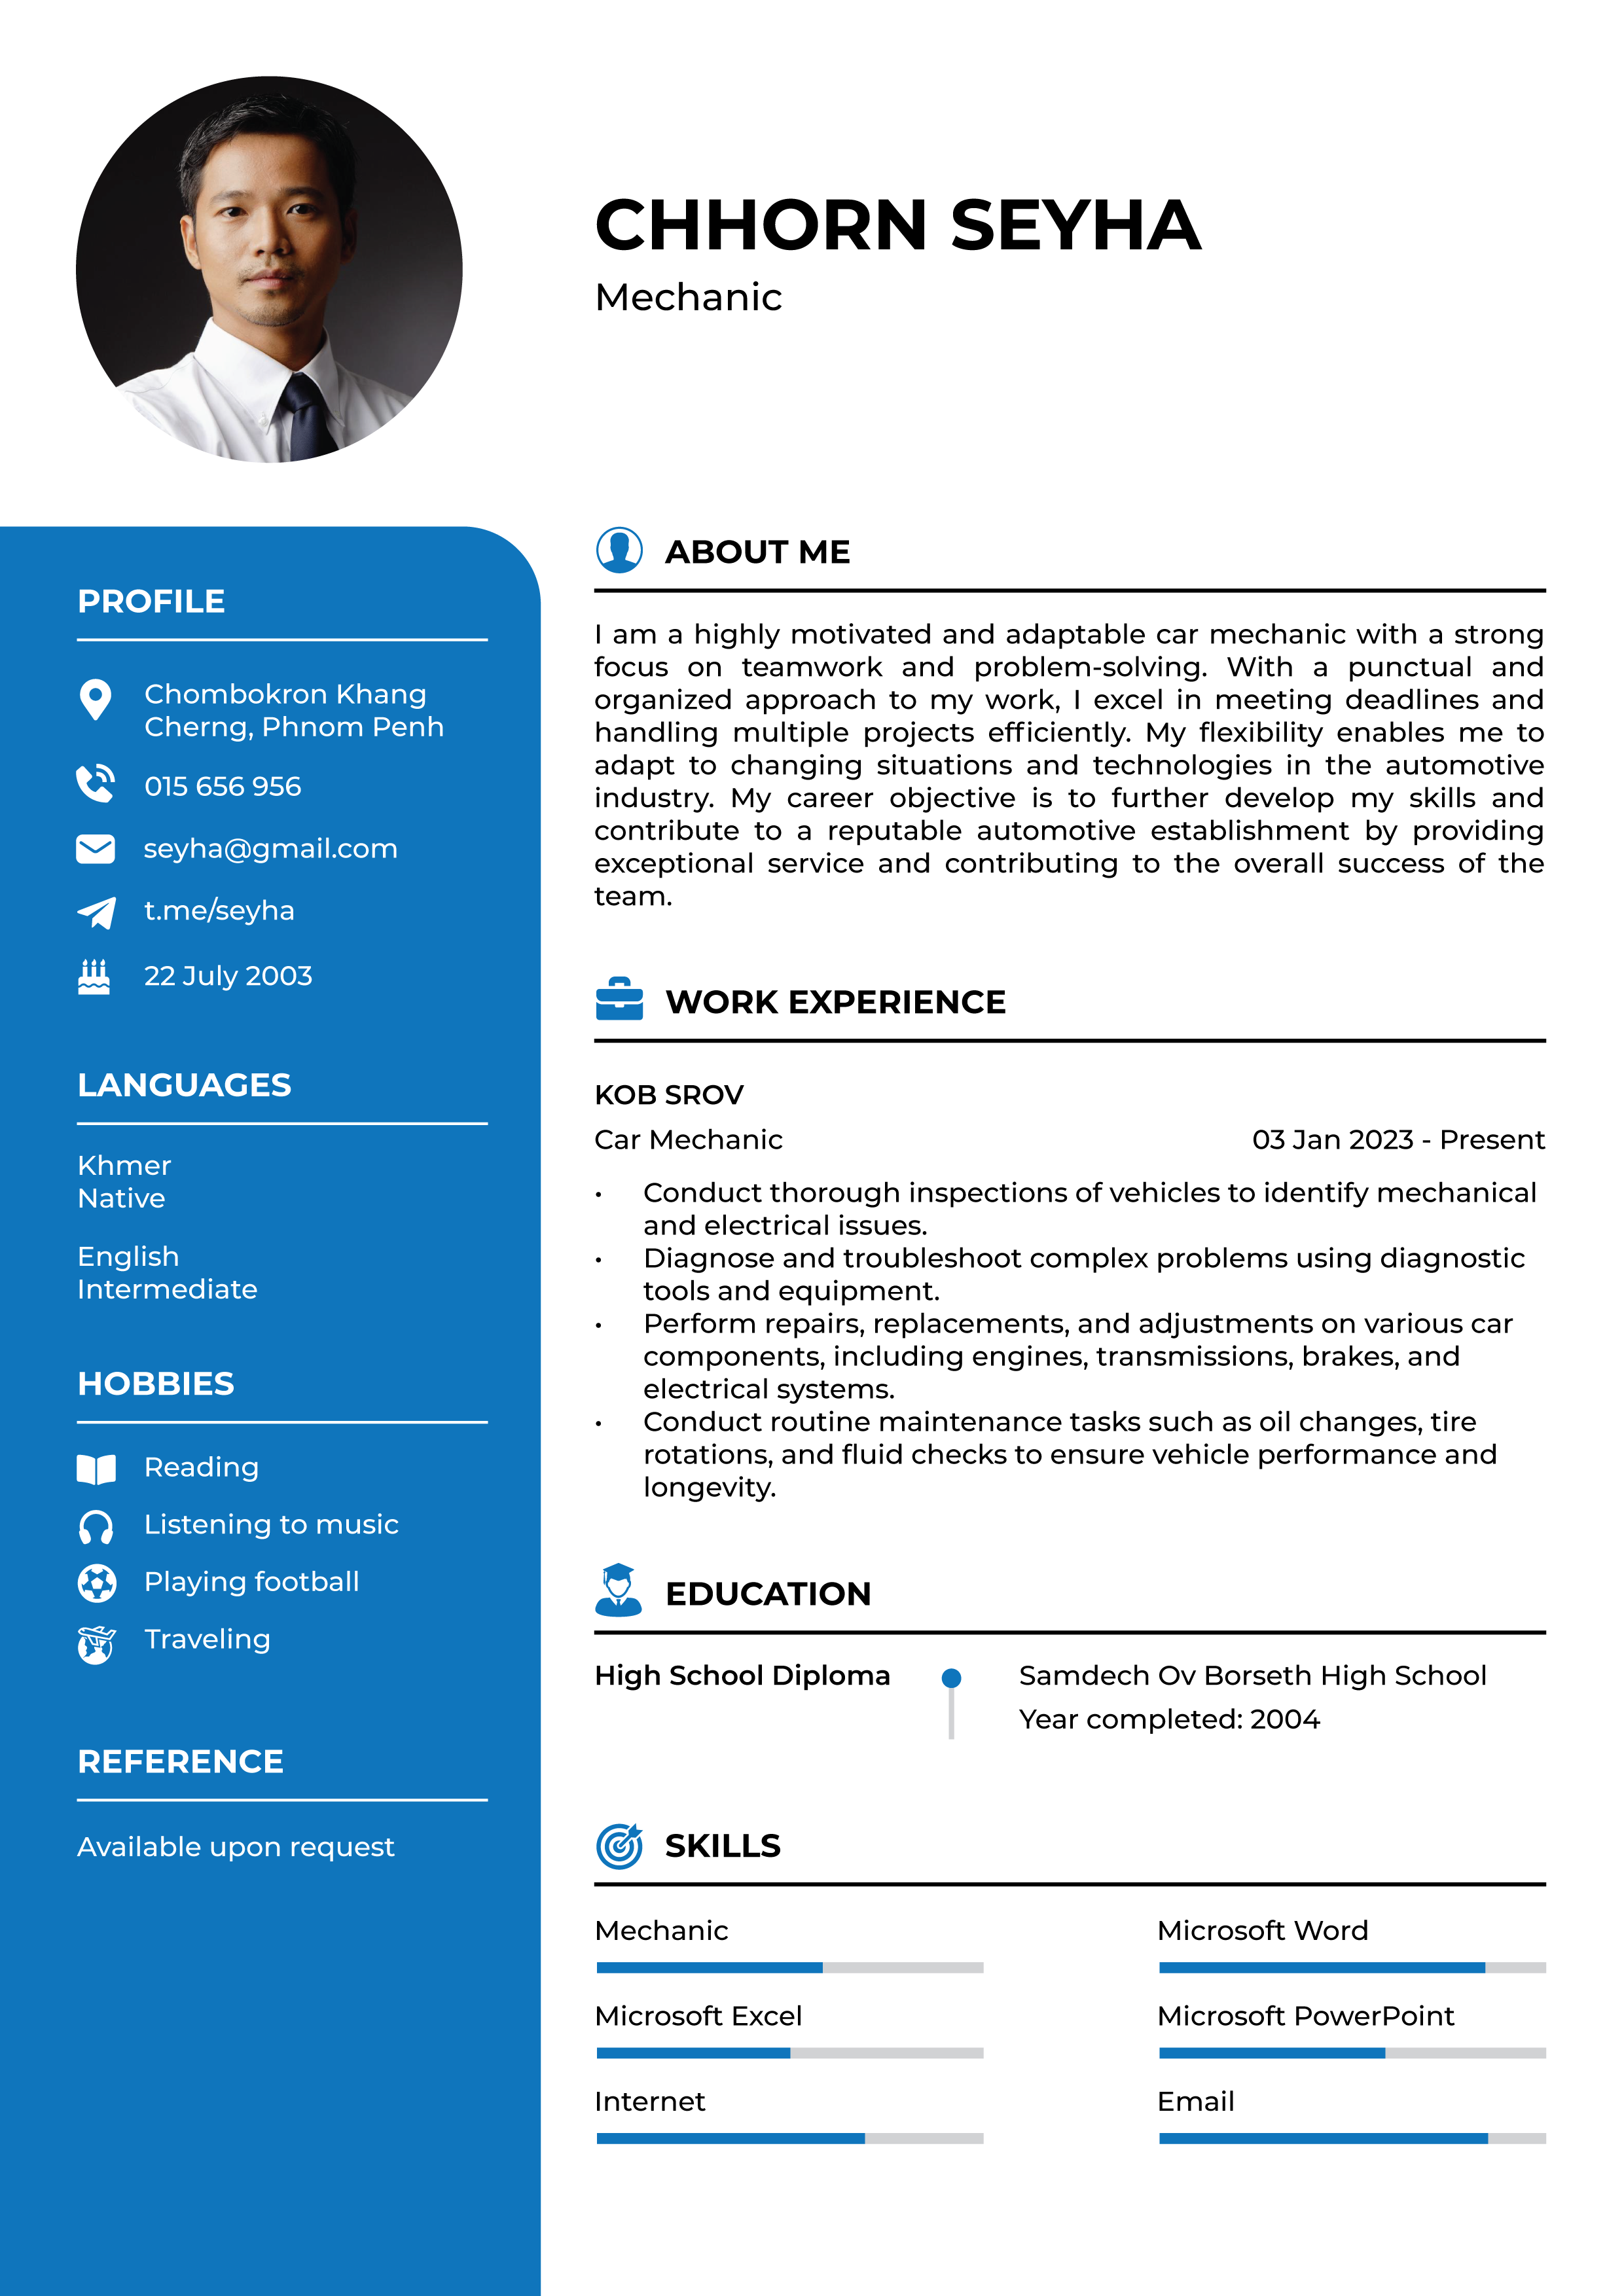 CHHORN SEYHA
Mechanic
PROFILE
Chombokron Khang
Cherng, Phnom Penh
015 656 956
seyha@gmail.com
t.me/seyha
22 July 2003
LANGUAGES
Khmer
Native
English
Intermediate
HOBBIES
Reading
Listening to music
Playing football
Traveling
REFERENCE
Available upon request
ABOUT ME
I am a highly motivated and adaptable car mechanic with a strong
focus on teamwork and problem-solving. With a punctual and
organized approach to my work, I excel in meeting deadlines and
handling multiple projects efficiently. My flexibility enables me to
adapt to changing situations and technologies in the automotive
industry. My career objective is to further develop my skills and
contribute to a reputable automotive establishment by providing
exceptional service and contributing to the overall success of the
team.
WORK EXPERIENCE
KOB SROV
Car Mechanic 03 Jan 2023 - Present
• Conduct thorough inspections of vehicles to identify mechanical
and electrical issues.
• Diagnose and troubleshoot complex problems using diagnostic
tools and equipment.
• Perform repairs, replacements, and adjustments on various car
components, including engines, transmissions, brakes, and
electrical systems.
• Conduct routine maintenance tasks such as oil changes, tire
rotations, and fluid checks to ensure vehicle performance and
longevity.
EDUCATION
High School Diploma Samdech Ov Borseth High School
Year completed: 2004
SKILLS
Mechanic Microsoft Word
Microsoft Excel Microsoft PowerPoint
Internet Email